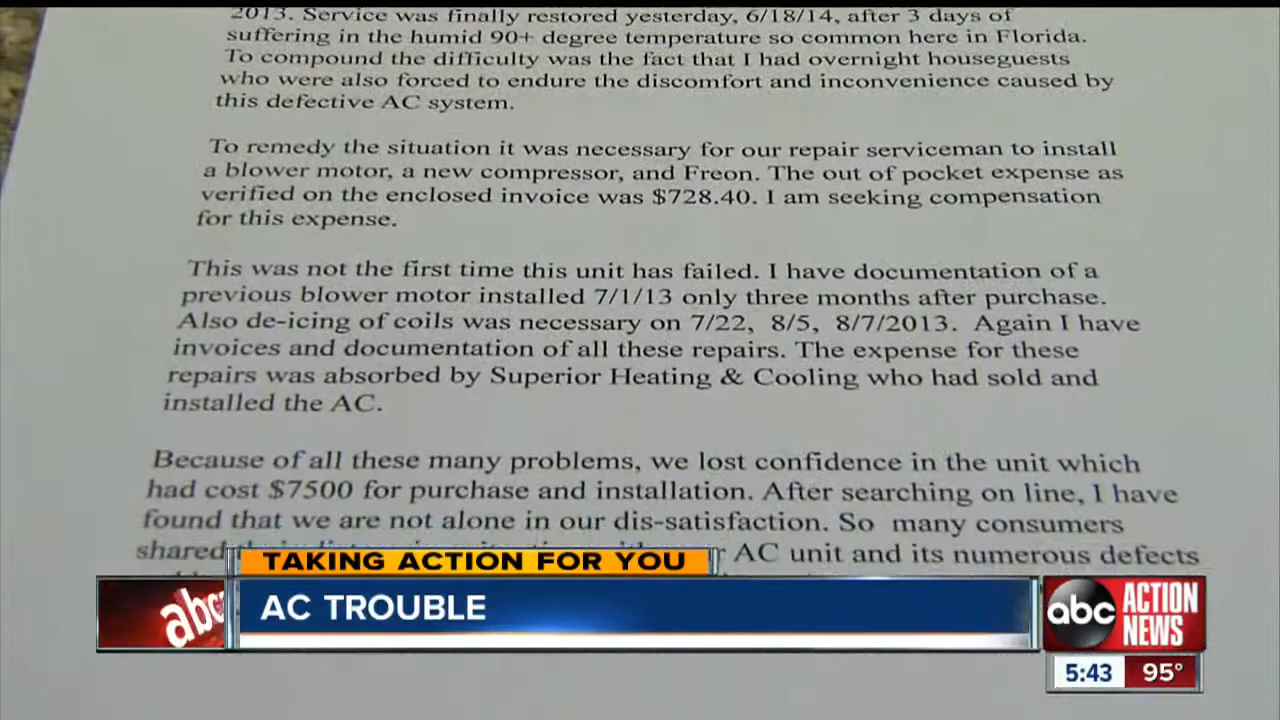 2013. Service was finally restored yesterday, 6/18/14, after 3 days of
suffering in the humid 90+ degree temperature so common here in Florida.
To compound the difficulty was the fact that I had overnight houseguests
who were also forced to endure the discomfort and inconvenience caused by
this defective AC system.
To remedy the situation it was necessary for our repair serviceman to install
a blower motor, a new compressor, and Freon. The out of pocket expense as
verified on the enclosed invoice was $728.40. I am seeking compensation
for this expense.
This was not the first time this unit has failed. I have documentation of a
previous blower motor installed 7/1/13 only three months after purchase.
Also de-icing of coils was necessary on 7/22, 8/5, 8/7/2013. Again I have
invoices and documentation of all these repairs. The expense for these
repairs was absorbed by Superior Heating & Cooling who had sold and
installed the AC.
Because of all these many problems, we lost confidence in the unit which
had cost $7500 for purchase and installation. After searching on line, I have
found that we are not alone in our dis-satisfaction. So many consumers
shared AC unit and its numerous defects
TAKING ACTION FOR YOU
abc AC TROUBLE
abc ACTION NEWS
5:43 95°